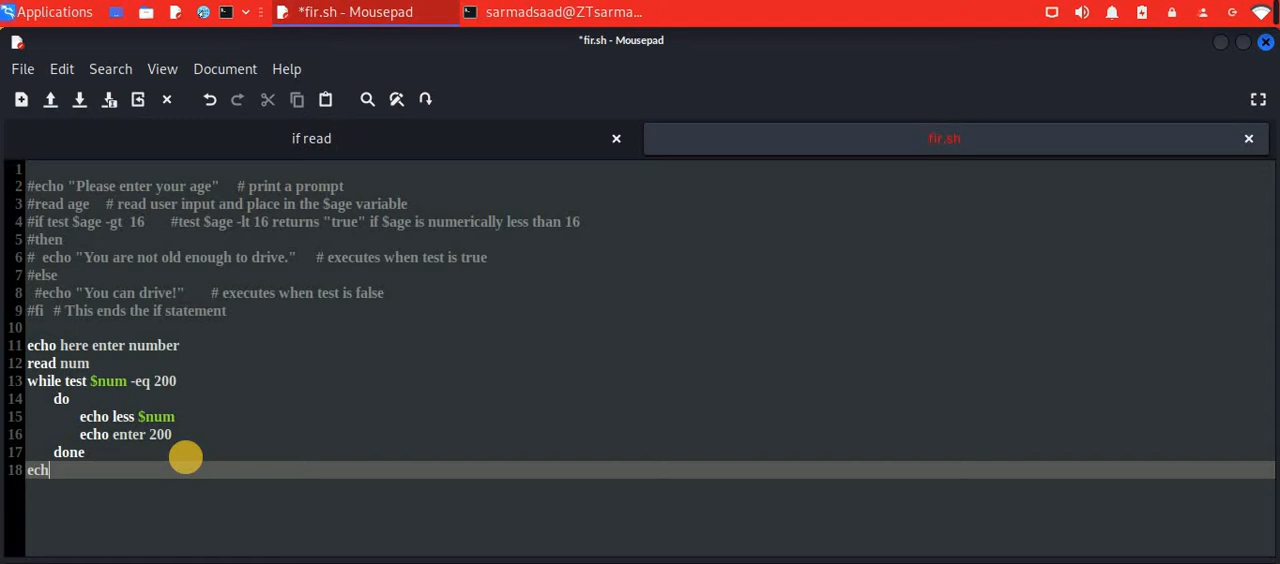 Applications *fir.sh - Mousepad sarmadsaad@ZTsarma...
*fir.sh - Mousepad
File Edit Search View Document Help
if read fir.sh
1
2 #echo "Please enter your age" # print a prompt
3 #read age # read user input and place in the $age variable
4 #if test $age -gt 16 #test $age -lt 16 returns "true" if $age is numerically less than 16
5 #then
6 # echo "You are not old enough to drive." # executes when test is true
7 #else
8 #echo "You can drive!" # executes when test is false
9 #fi # This ends the if statement
10
11 echo here enter number
12 read num
13 while test $num -eq 200
14 do
15 echo less $num
16 echo enter 200
17 done
18 ech